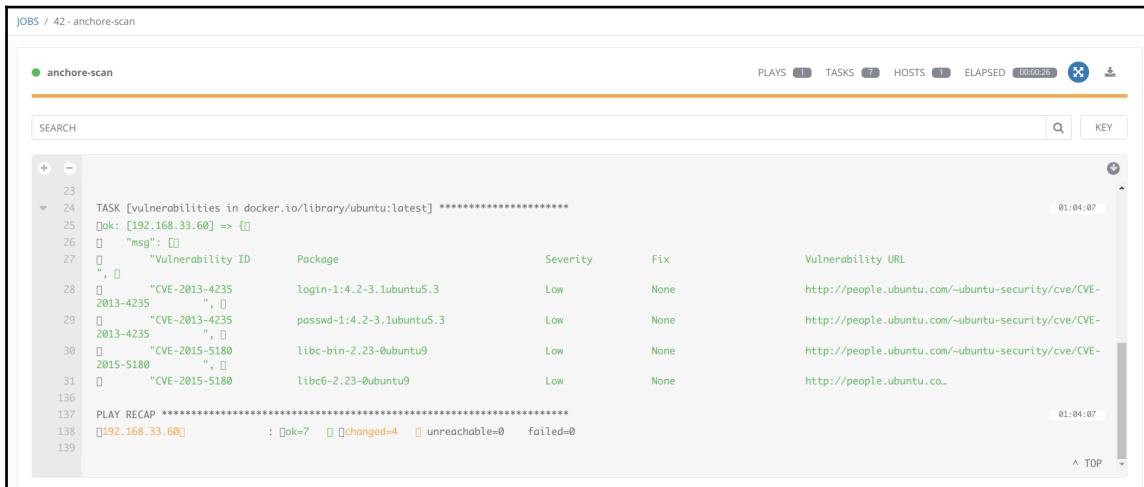 JOBS / 42 - anchore-scan
anchore-scan PLAYS 1 TASKS 7 HOSTS 1 ELAPSED 00:00:26
SEARCH KEY
23
24 TASK [vulnerabilities in docker.io/library/ubuntu:latest] ********************** 01:04:07
25 ok: [192.168.33.60] => {
26 "msg": [
27 "Vulnerability ID Package Severity Fix Vulnerability URL
",
28 "CVE-2013-4235 login-1:4.2-3.1ubuntu5.3 Low None http://people.ubuntu.com/~ubuntu-security/cve/CVE-
2013-4235 ",
29 "CVE-2013-4235 passwd-1:4.2-3.1ubuntu5.3 Low None http://people.ubuntu.com/~ubuntu-security/cve/CVE-
2013-4235 ",
30 "CVE-2015-5180 libc-bin-2.23-0ubuntu9 Low None http://people.ubuntu.com/~ubuntu-security/cve/CVE-
2015-5180 ",
31 "CVE-2015-5180 libc6-2.23-0ubuntu9 Low None http://people.ubuntu.co…
136
137 PLAY RECAP ********************************************************************* 01:04:07
138 192.168.33.60 : ok=7 changed=4 unreachable=0 failed=0
139
^ TOP